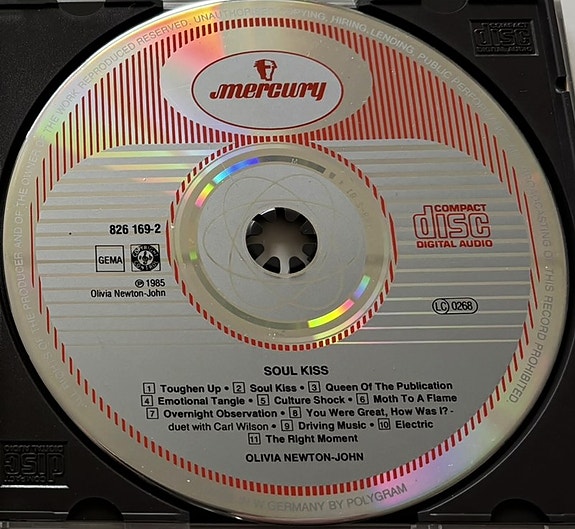 mercury
COMPACT
disc
DIGITAL AUDIO
826 169-2
GEMA
℗ 1985
Olivia Newton-John
LC 0268
SOUL KISS
1 Toughen Up • 2 Soul Kiss • 3 Queen Of The Publication
4 Emotional Tangle • 5 Culture Shock • 6 Moth To A Flame
7 Overnight Observation • 8 You Were Great, How Was I? -
duet with Carl Wilson • 9 Driving Music • 10 Electric
11 The Right Moment
OLIVIA NEWTON-JOHN
OF THE PRODUCER AND OF THE OWNER OF THE WORK REPRODUCED RESERVED. HIRING, LENDING, PUBLIC OF THIS RECORD PROHIBITED.
W. GERMANY BY POLYGRAM
COMPACT
disc